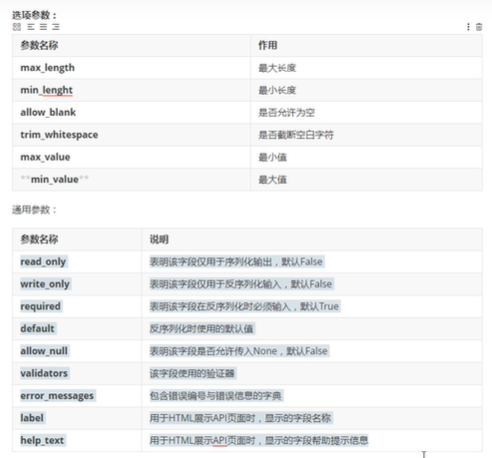 选项参数：
参数名称 作用
max_length 最大长度
min_lenght 最小长度
allow_blank 是否允许为空
trim_whitespace 是否截断空白字符
max_value 最小值
**min_value** 最大值
通用参数：
参数名称 说明
read_only 表明该字段仅用于序列化输出，默认False
write_only 表明该字段仅用于反序列化输入，默认False
required 表明该字段在反序列化时必须输入，默认True
default 反序列化时使用的默认值
allow_null 表明该字段是否允许传入None，默认False
validators 该字段使用的验证器
error_messages 包含错误编号与错误信息的字典
label 用于HTML展示API页面时，显示的字段名称
help_text 用于HTML展示API页面时，显示的字段帮助提示信息